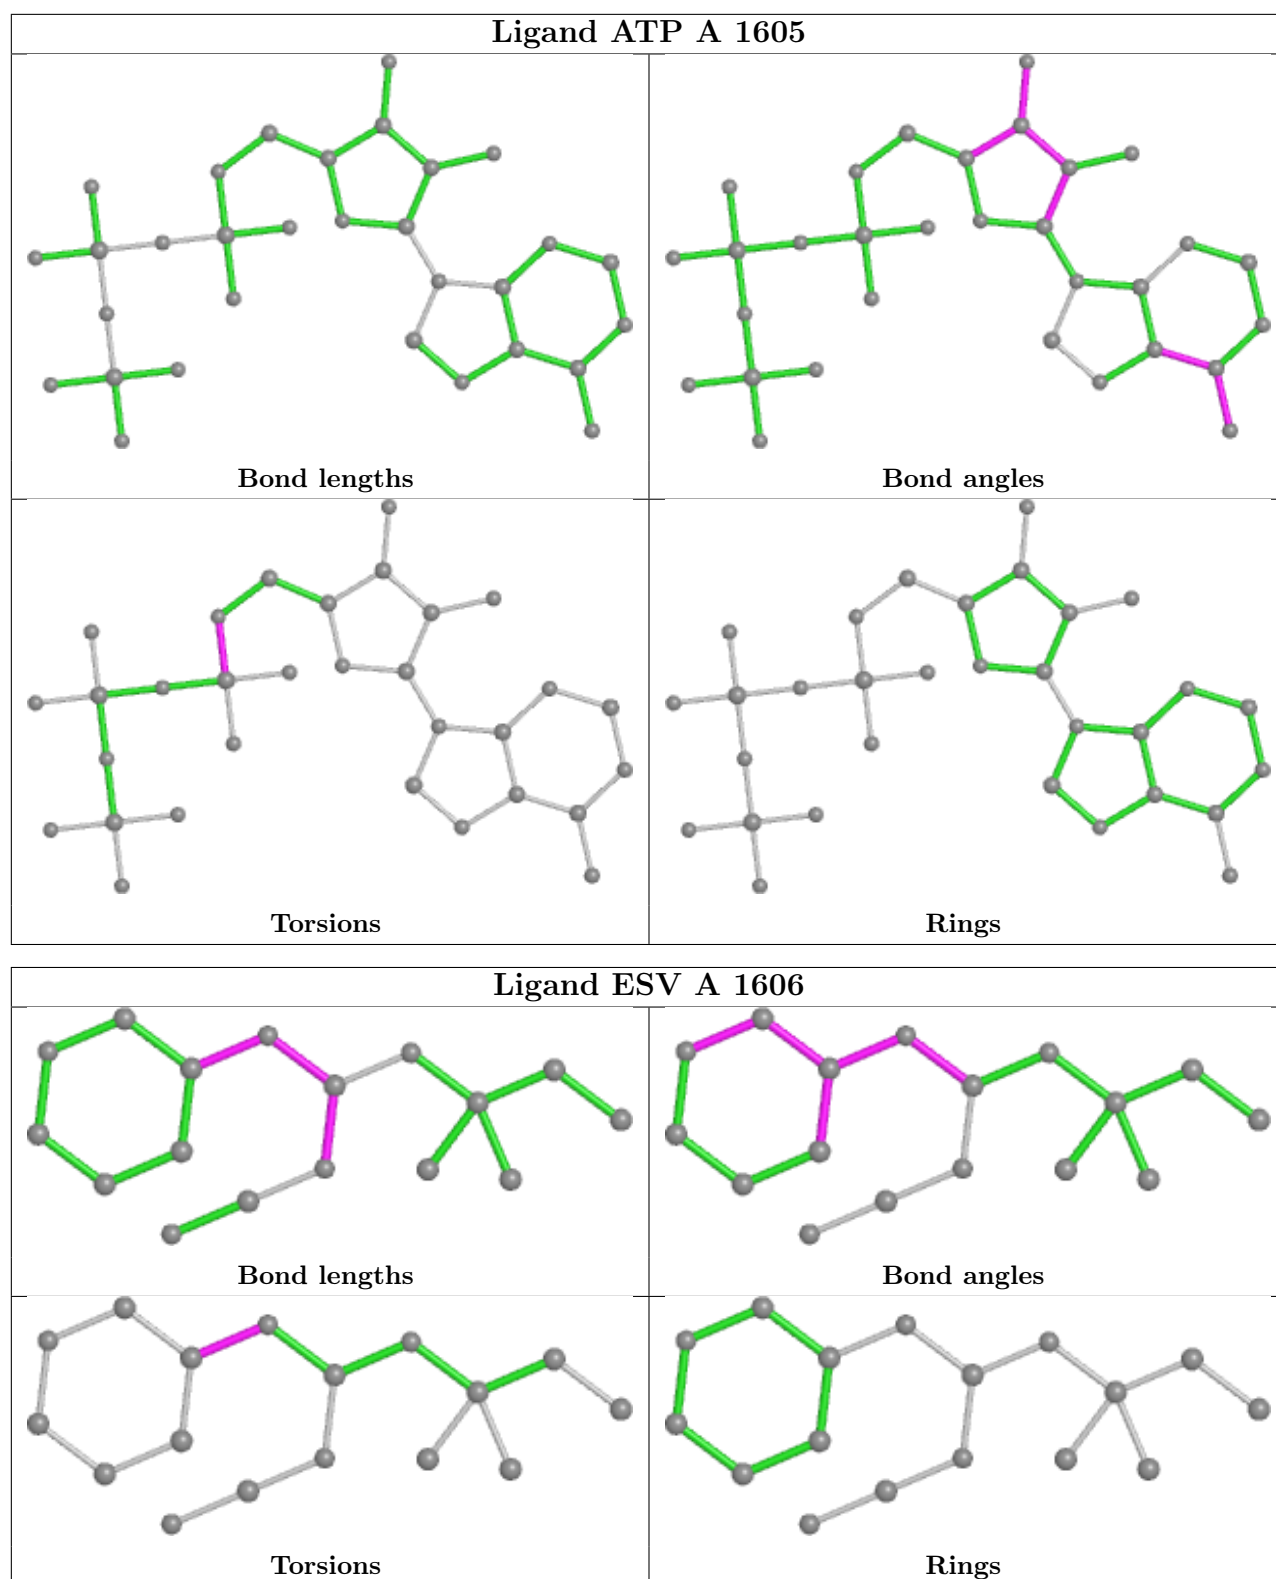 Ligand ATP A 1605
Bond lengths
Bond angles
Torsions
Rings
Ligand ESV A 1606
Bond lengths
Bond angles
Torsions
Rings